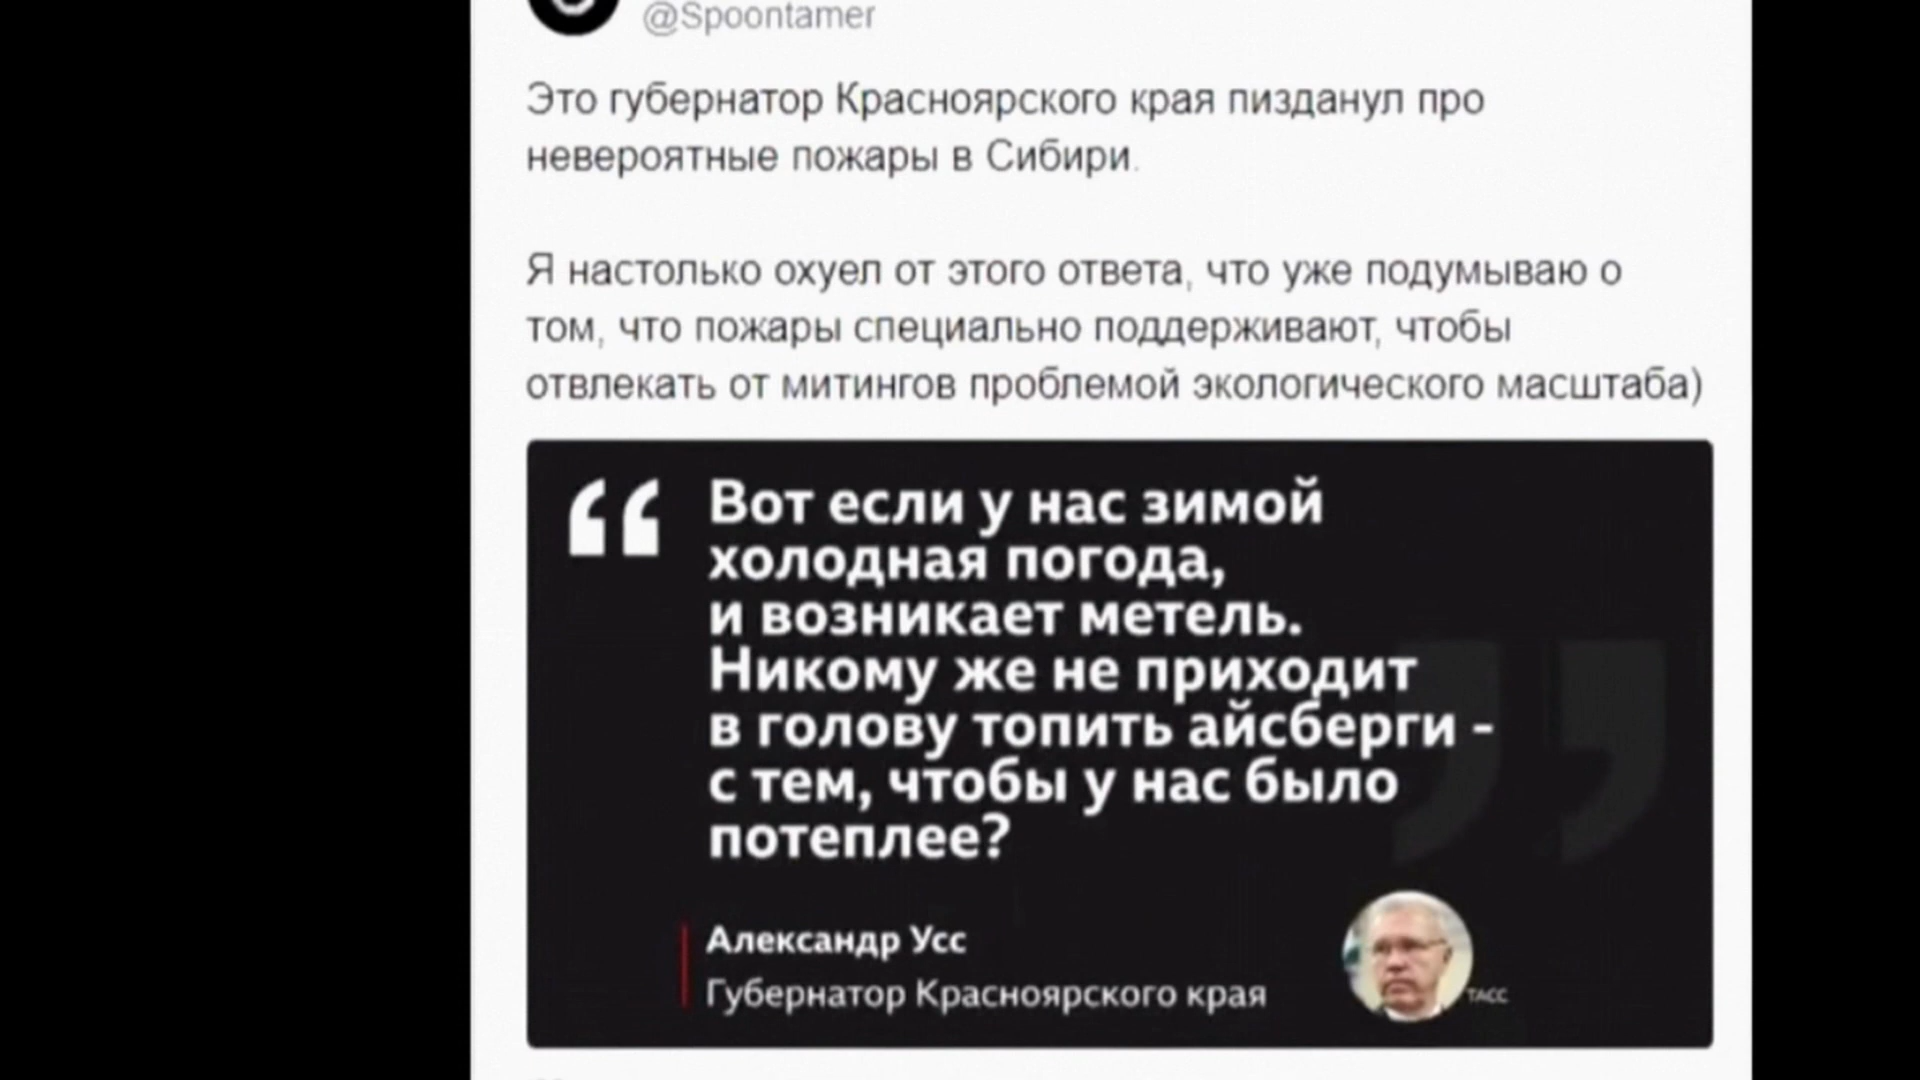 @Spoontamer
Это губернатор Красноярского края пизданул про
невероятные пожары в Сибири.
Я настолько охуел от этого ответа, что уже подумываю о
том, что пожары специально поддерживают, чтобы
отвлекать от митингов проблемой экологического масштаба)
“ Вот если у нас зимой
холодная погода,
и возникает метель.
Никому же не приходит
в голову топить айсберги -
с тем, чтобы у нас было
потеплее?
Александр Усс
Губернатор Красноярского края
ТАСС